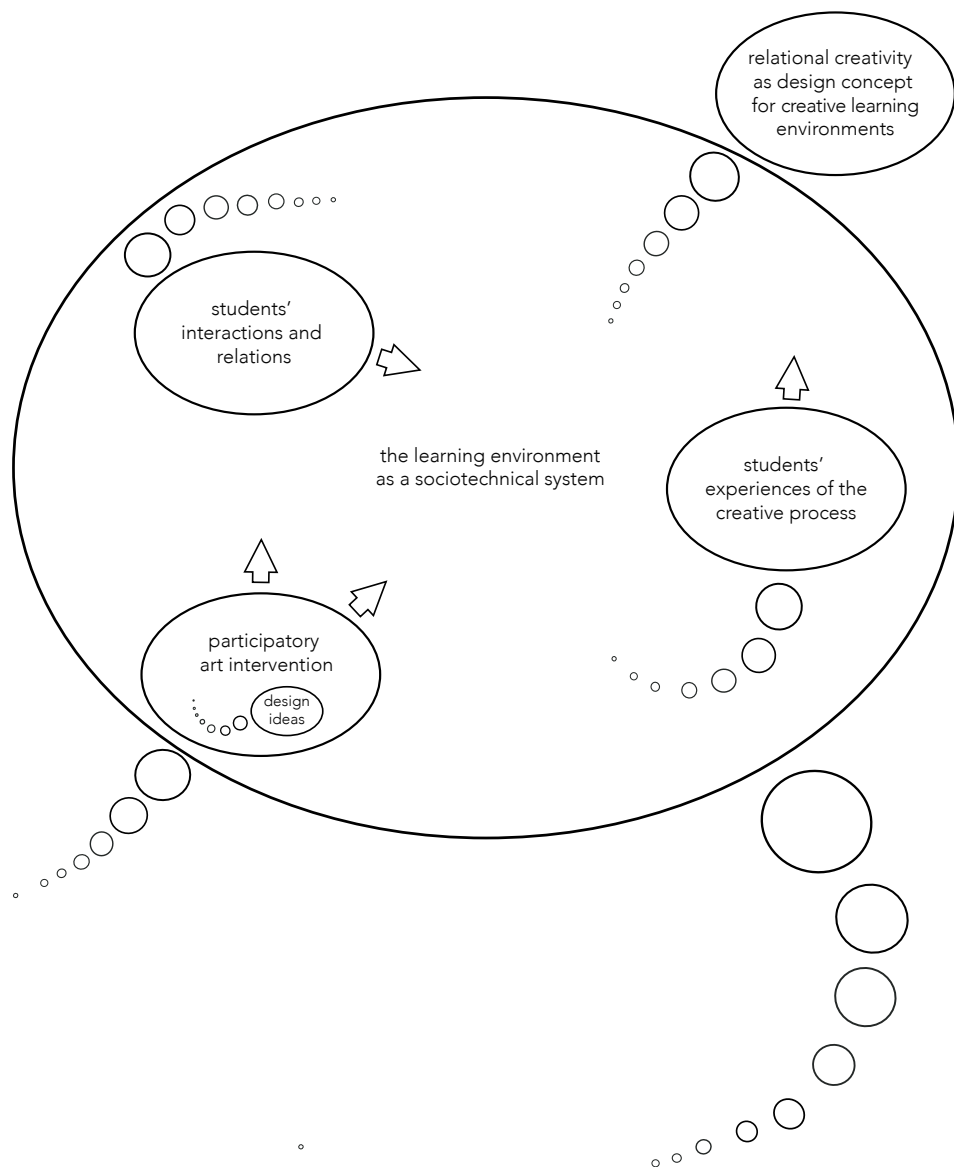 relational creativity
as design concept
for creative learning
environments
students’
interactions and
relations
the learning environment
as a sociotechnical system
students’
experiences of the
creative process
participatory
art intervention
design
ideas